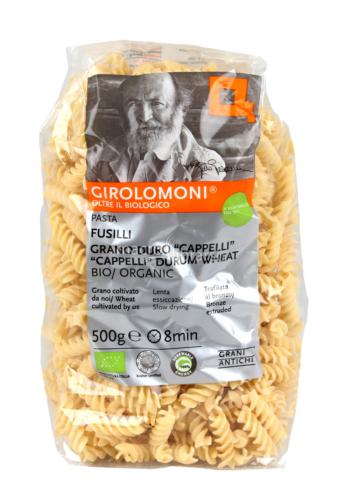 GIROLOMONI®
OLTRE IL BIOLOGICO
PASTA
FUSILLI
GRANO DURO "CAPPELLI"
"CAPPELLI" DURUM WHEAT
BIO/ ORGANIC
Grano coltivato
da noi/ Wheat
cultivated by us
Lenta
essiccazione/
Slow drying
Trafilata
al bronzo/
Bronze
extruded
500g e 8min
GRANI
ANTICHI